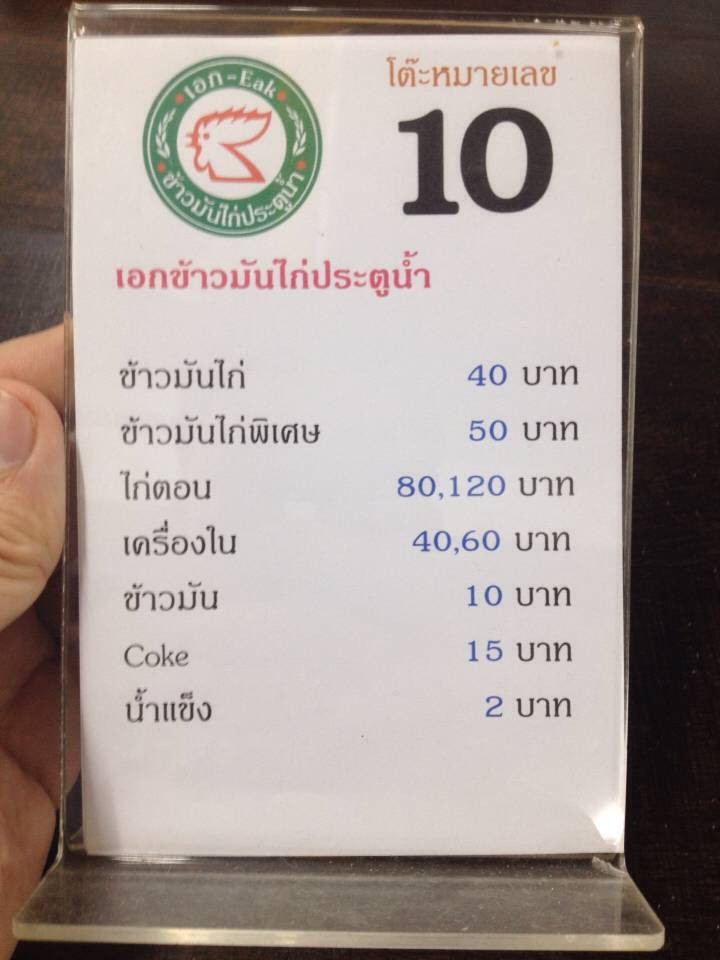 เอก-Eak
ข้าวมันไก่ประตูน้ำ
โต๊ะหมายเลข
10
เอกข้าวมันไก่ประตูน้ำ
ข้าวมันไก่ 40 บาท
ข้าวมันไก่พิเศษ 50 บาท
ไก่ตอน 80,120 บาท
เครื่องใน 40,60 บาท
ข้าวมัน 10 บาท
Coke 15 บาท
น้ำแข็ง 2 บาท